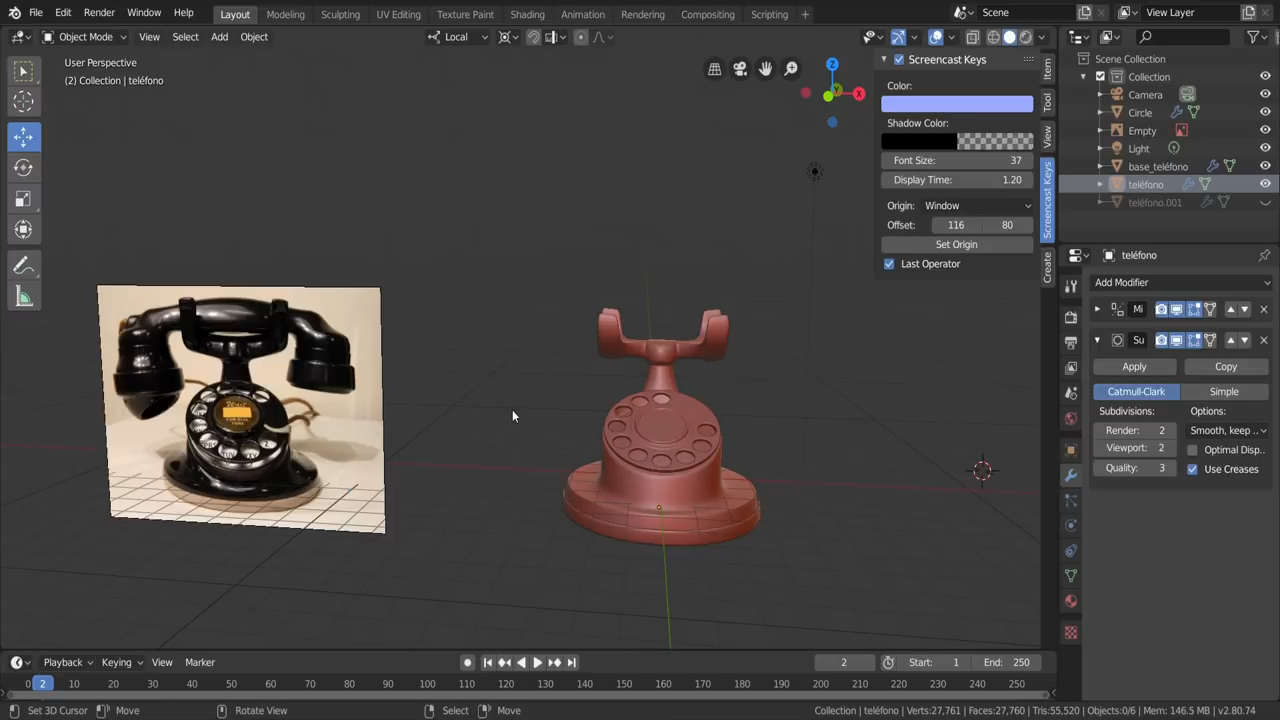 File Edit Render Window Help Layout Modeling Sculpting UV Editing Texture Paint Shading Animation Rendering Compositing Scripting + Scene View Layer
Object Mode View Select Add Object Local
User Perspective
(2) Collection | teléfono
Z
X
Y
Screencast Keys
Color:
Shadow Color:
Font Size: 37
Display Time: 1.20
Origin: Window
Offset: 116 80
Set Origin
Last Operator
Item
Tool
View
Screencast Keys
Create
Scene Collection
Collection
Camera
Circle
Empty
Light
base_teléfono
teléfono
teléfono.001
teléfono
Add Modifier
Mi
Su
Apply Copy
Catmull-Clark Simple
Subdivisions: Options:
Render: 2 Smooth, keep ..
Viewport: 2 Optimal Disp..
Quality: 3 Use Creases
Playback Keying View Marker 2 Start: 1 End: 250
0 2 10 20 30 40 50 60 70 80 90 100 110 120 130 140 150 160 170 180 190 200 210 220 230 240 250
Set 3D Cursor Move Rotate View Select Move Collection | teléfono | Verts:27,761 | Faces:27,760 | Tris:55,520 | Objects:0/6 | Mem: 146.5 MB | v2.80.74